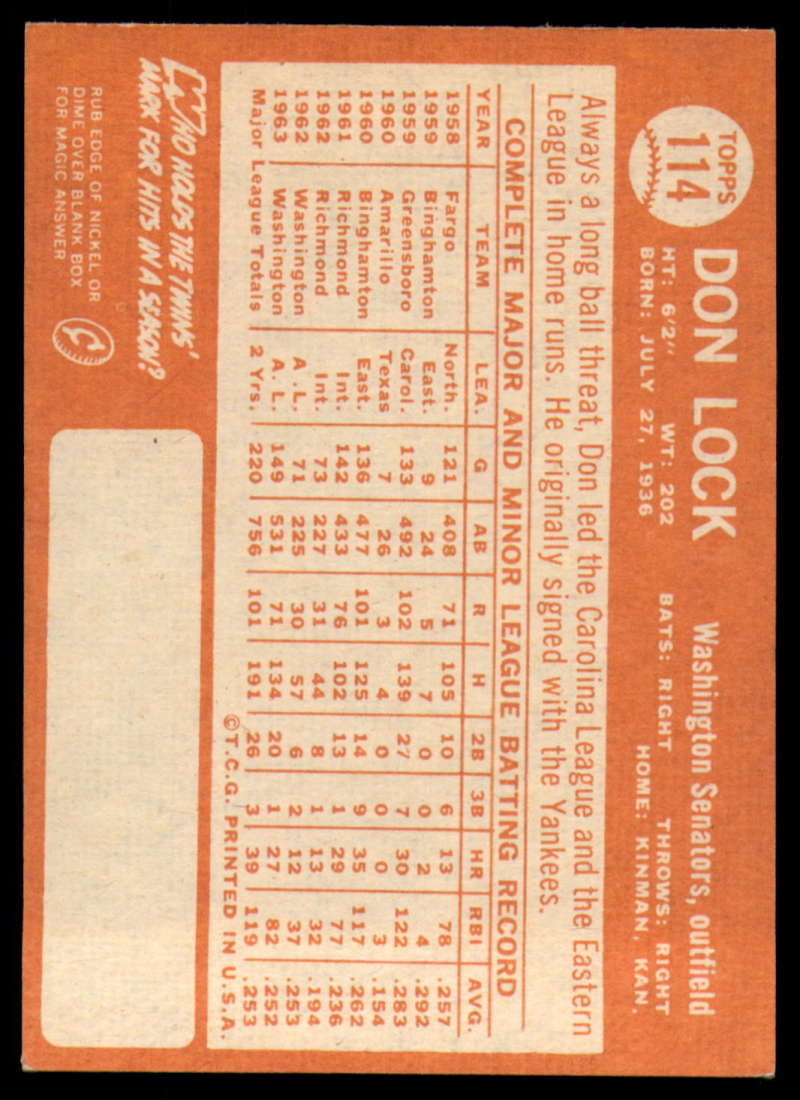 TOPPS
114
DON LOCK
Washington Senators, outfield
HT: 6'2" WT: 202 BATS: RIGHT THROWS: RIGHT
BORN: JULY 27, 1936 HOME: KINMAN, KAN.
Always a long ball threat, Don led the Carolina League and the Eastern
League in home runs. He originally signed with the Yankees.
COMPLETE MAJOR AND MINOR LEAGUE BATTING RECORD
YEAR TEAM LEA. G AB R H 2B 3B HR RBI AVG.
1958 Fargo North. 121 408 71 105 10 6 13 78 .257
1959 Binghamton East. 9 24 5 7 0 0 2 4 .292
1959 Greensboro Carol. 133 492 102 139 27 7 30 122 .283
1960 Amarillo Texas 7 26 3 4 0 0 0 3 .154
1960 Binghamton East. 136 477 101 125 14 9 35 117 .262
1961 Richmond Int. 142 433 76 102 13 1 29 77 .236
1962 Richmond Int. 73 227 31 44 8 1 13 32 .194
1962 Washington A.L. 71 225 30 57 6 2 12 37 .253
1963 Washington A.L. 149 531 71 134 20 1 27 82 .252
Major League Totals 2 Yrs. 220 756 101 191 26 3 39 119 .253
©T.C.G. PRINTED IN U.S.A.
WHO HOLDS THE TWINS'
MARK FOR HITS IN A SEASON?
RUB EDGE OF NICKEL OR
DIME OVER BLANK BOX
FOR MAGIC ANSWER